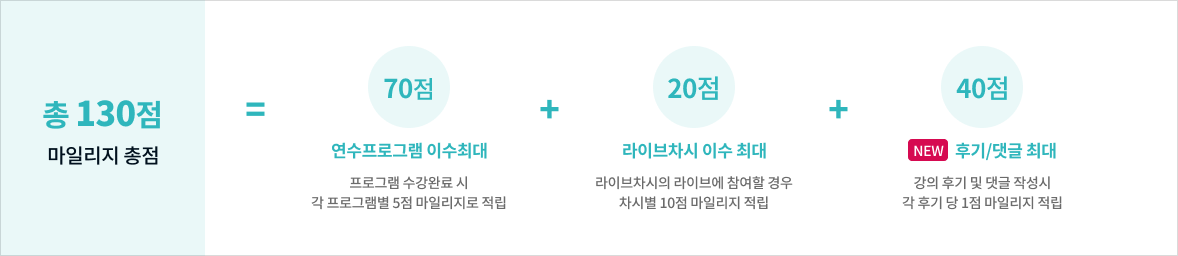 총 130점
마일리지 총점
=
70점
연수프로그램 이수최대
프로그램 수강완료 시
각 프로그램별 5점 마일리지로 적립
+
20점
라이브차시 이수 최대
라이브차시의 라이브에 참여할 경우
차시별 10점 마일리지 적립
+
40점
NEW 후기/댓글 최대
강의 후기 및 댓글 작성시
각 후기 당 1점 마일리지 적립